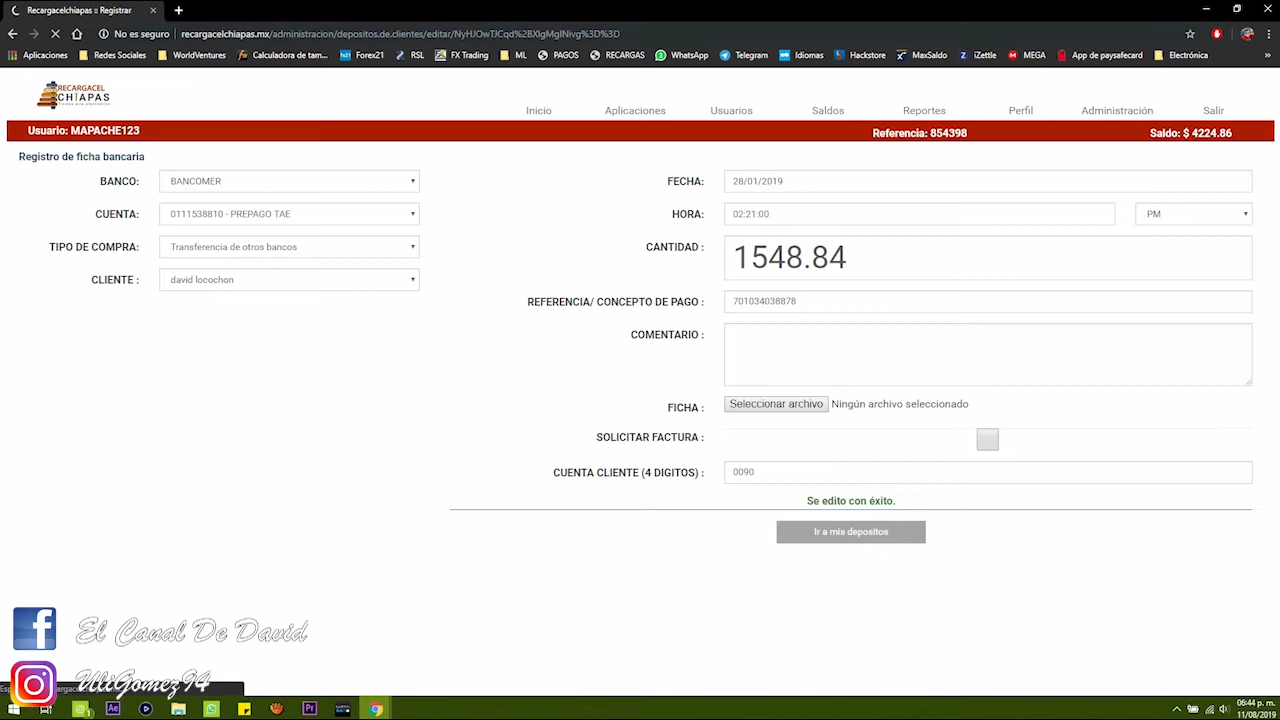 Recargacelchiapas :: Registrar
No es seguro recargacelchiapas.mx/administracion/depositos.de.clientes/editar/NyHJOwTJCqd%2BXlgMglNivg%3D%3D
Aplicaciones Redes Sociales WorldVentures Calculadora de tam... Forex21 RSL FX Trading ML PAGOS RECARGAS WhatsApp Telegram Idiomas Hackstore MaxSaldo iZettle MEGA App de paysafecard Electrónica »
RECARGACEL
CHIAPAS
Inicio Aplicaciones Usuarios Saldos Reportes Perfil Administración Salir
Usuario: MAPACHE123 Referencia: 854398 Saldo: $ 4224.86
Registro de ficha bancaria
BANCO: BANCOMER FECHA: 28/01/2019
CUENTA: 0111538810 - PREPAGO TAE HORA: 02:21:00 PM
TIPO DE COMPRA: Transferencia de otros bancos CANTIDAD : 1548.84
CLIENTE : david locochon
REFERENCIA/ CONCEPTO DE PAGO : 701034038878
COMENTARIO :
FICHA : Seleccionar archivo Ningún archivo seleccionado
SOLICITAR FACTURA :
CUENTA CLIENTE (4 DIGITOS) : 0090
Se edito con éxito.
Ir a mis depositos
El Canal De David
UliGomez94
06:44 p. m.
11/08/2019